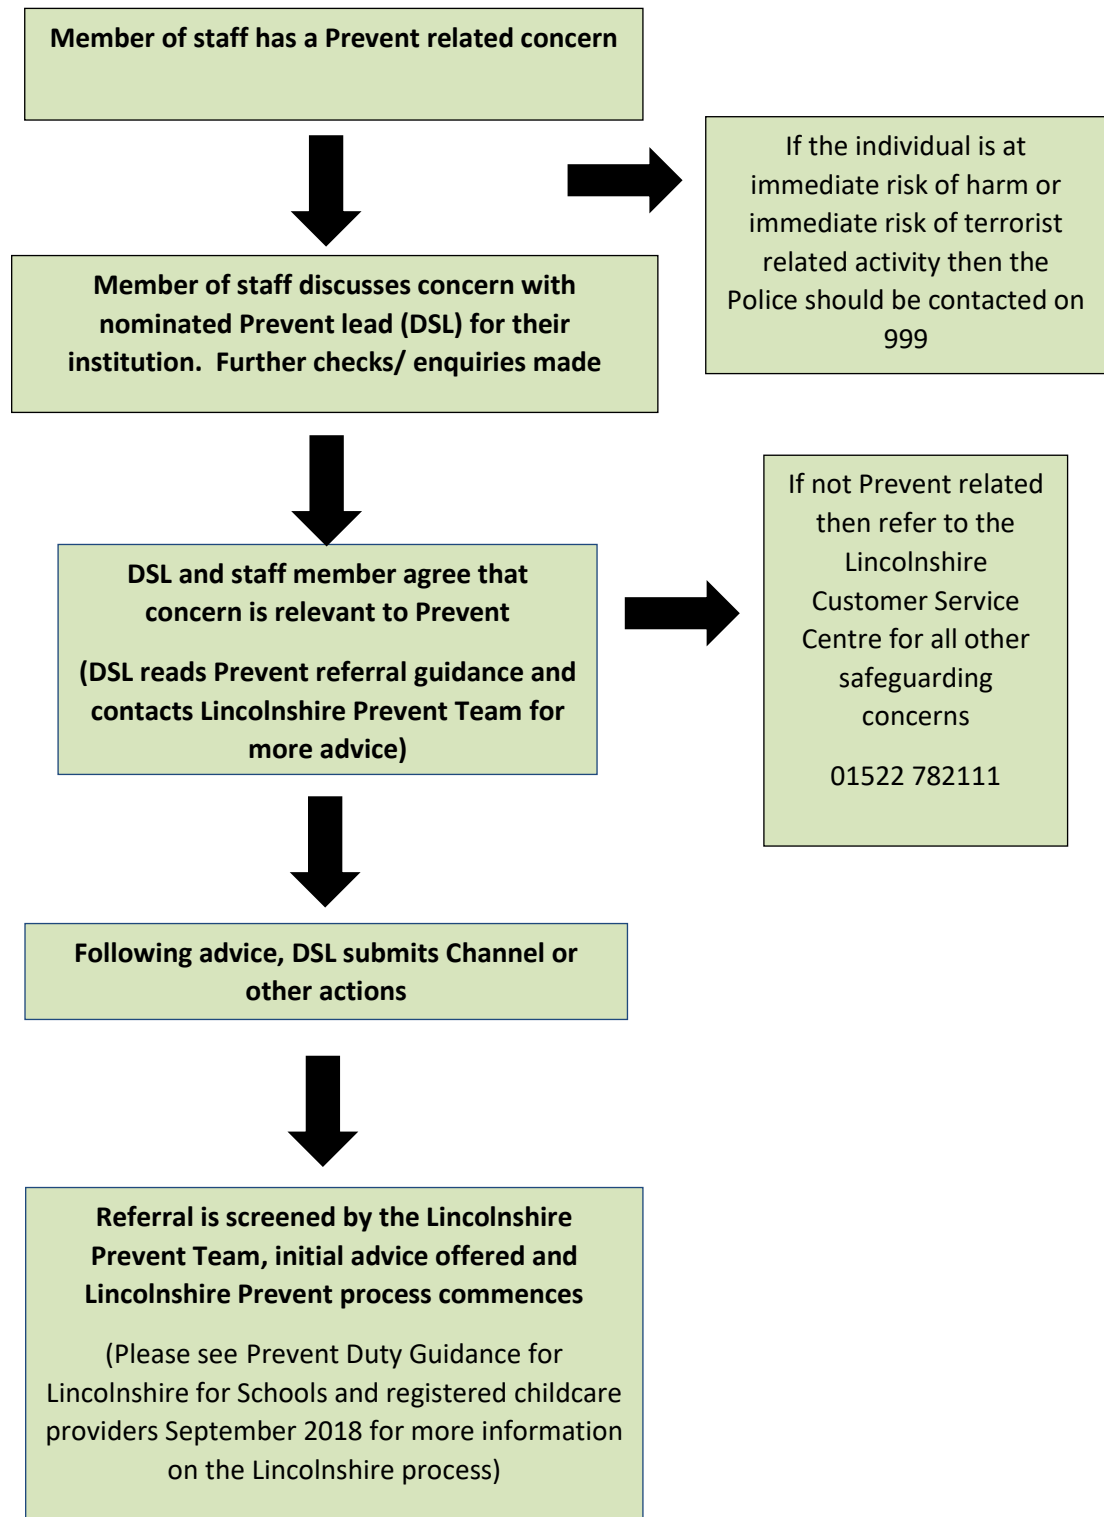 Member of staff has a Prevent related concern
If the individual is at
immediate risk of harm or
immediate risk of terrorist
related activity then the
Police should be contacted on
999
Member of staff discusses concern with
nominated Prevent lead (DSL) for their
institution.  Further checks/ enquiries made
If not Prevent related
then refer to the
Lincolnshire
Customer Service
Centre for all other
safeguarding
concerns
01522 782111
DSL and staff member agree that
concern is relevant to Prevent
(DSL reads Prevent referral guidance and
contacts Lincolnshire Prevent Team for
more advice)
Following advice, DSL submits Channel or
other actions
Referral is screened by the Lincolnshire
Prevent Team, initial advice offered and
Lincolnshire Prevent process commences
(Please see Prevent Duty Guidance for
Lincolnshire for Schools and registered childcare
providers September 2018 for more information
on the Lincolnshire process)